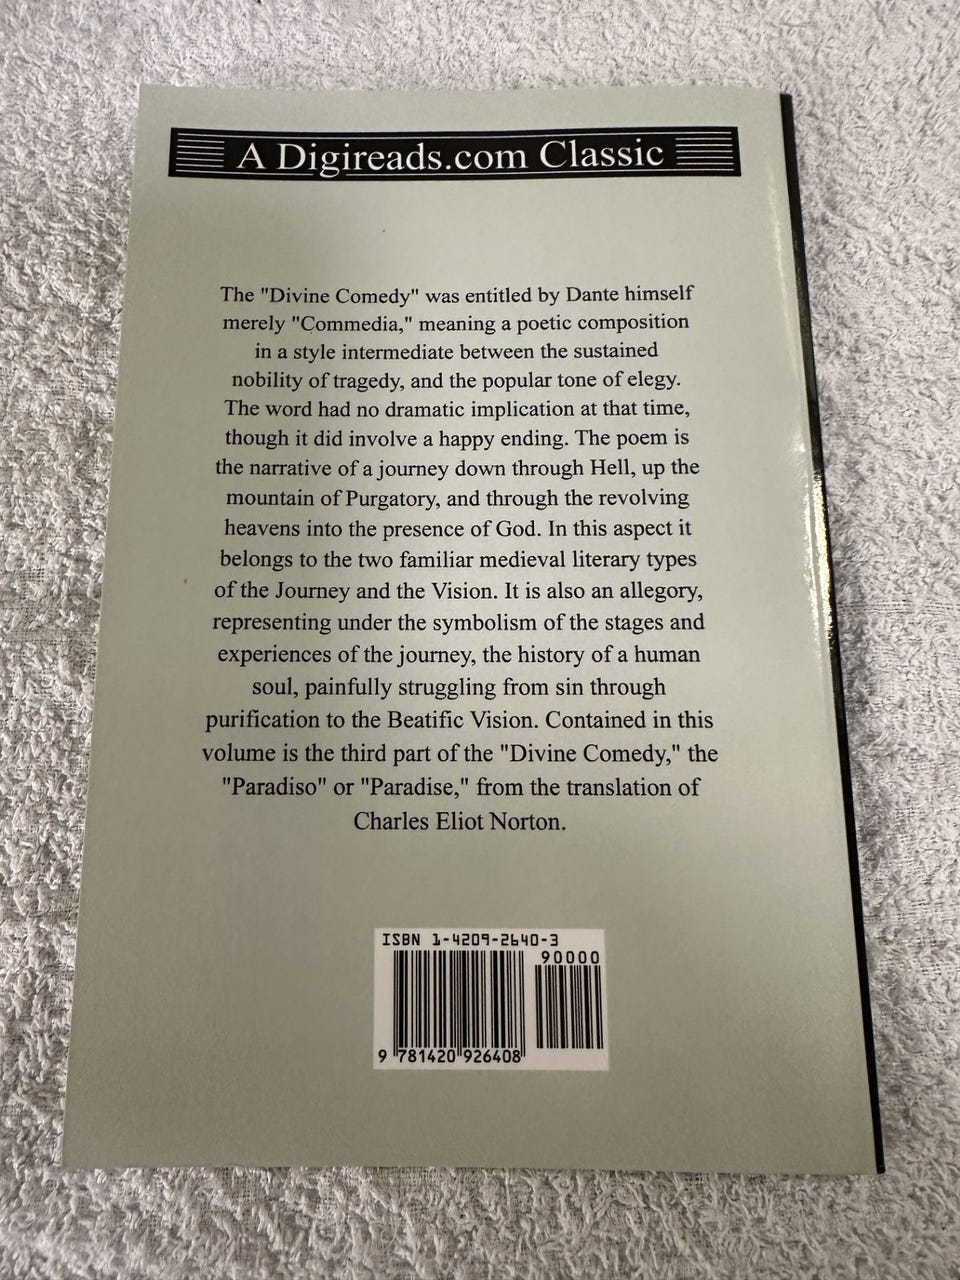 A Digireads.com Classic
The "Divine Comedy" was entitled by Dante himself
merely "Commedia," meaning a poetic composition
in a style intermediate between the sustained
nobility of tragedy, and the popular tone of elegy.
The word had no dramatic implication at that time,
though it did involve a happy ending. The poem is
the narrative of a journey down through Hell, up the
mountain of Purgatory, and through the revolving
heavens into the presence of God. In this aspect it
belongs to the two familiar medieval literary types
of the Journey and the Vision. It is also an allegory,
representing under the symbolism of the stages and
experiences of the journey, the history of a human
soul, painfully struggling from sin through
purification to the Beatific Vision. Contained in this
volume is the third part of the "Divine Comedy," the
"Paradiso" or "Paradise," from the translation of
Charles Eliot Norton.
ISBN 1-4209-2640-3
90000
9 781420 926408